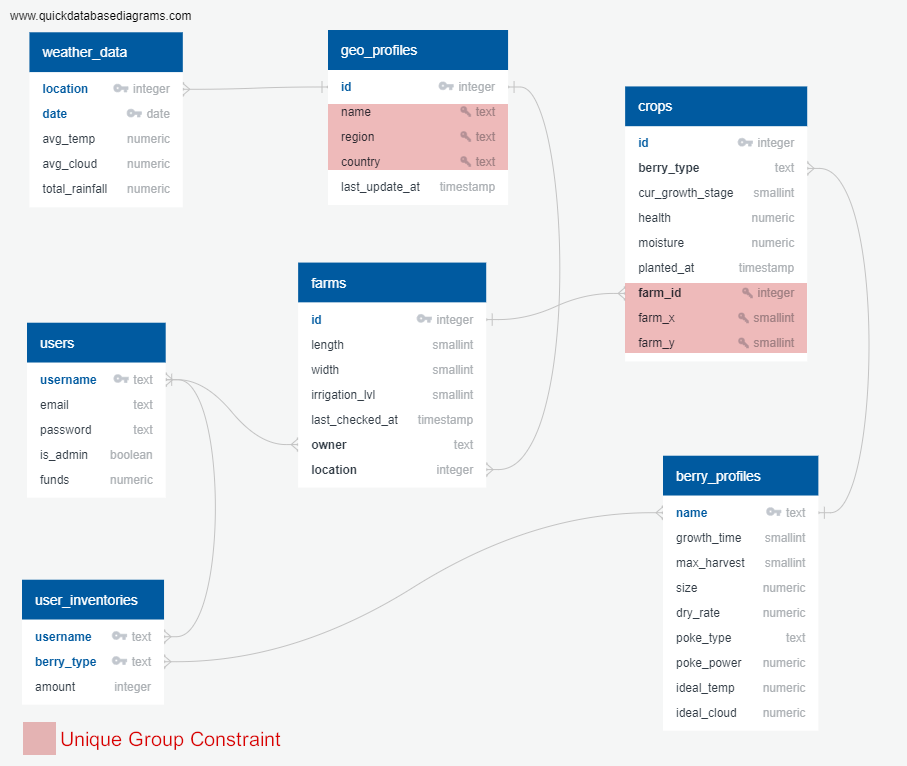 www.quickdatabasediagrams.com
weather_data
location integer
date date
avg_temp numeric
avg_cloud numeric
total_rainfall numeric
geo_profiles
id integer
name text
region text
country text
last_update_at timestamp
crops
id integer
berry_type text
cur_growth_stage smallint
health numeric
moisture numeric
planted_at timestamp
farm_id integer
farm_x smallint
farm_y smallint
farms
id integer
length smallint
width smallint
irrigation_lvl smallint
last_checked_at timestamp
owner text
location integer
users
username text
email text
password text
is_admin boolean
funds numeric
berry_profiles
name text
growth_time smallint
max_harvest smallint
size numeric
dry_rate numeric
poke_type text
poke_power numeric
ideal_temp numeric
ideal_cloud numeric
user_inventories
username text
berry_type text
amount integer
Unique Group Constraint